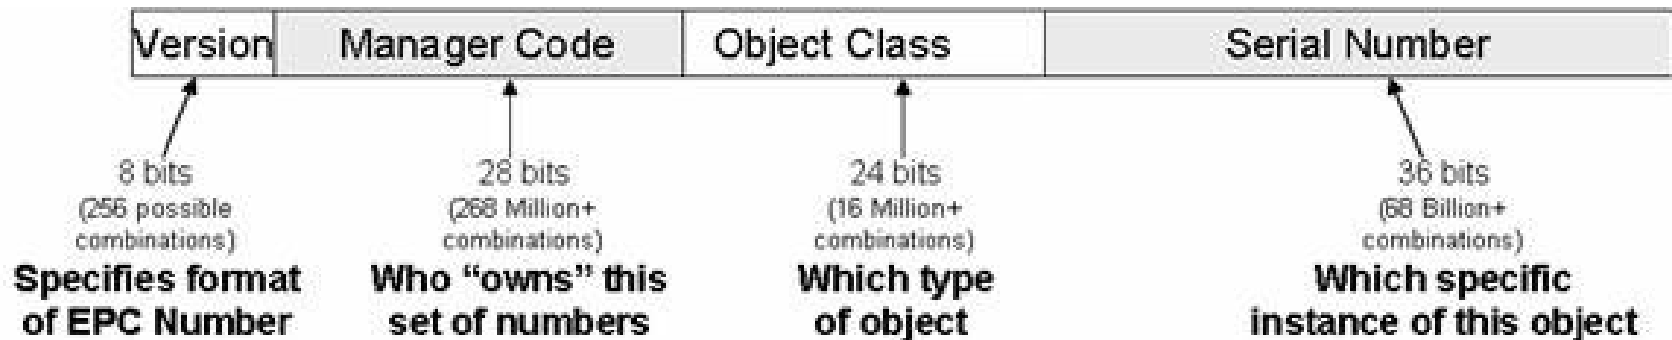 Version Manager Code Object Class Serial Number
8 bits
(256 possible
combinations)
Specifies format
of EPC Number
28 bits
(268 Million+
combinations)
Who “owns” this
set of numbers
24 bits
(16 Million+
combinations)
Which type
of object
36 bits
(68 Billion+
combinations)
Which specific
instance of this object